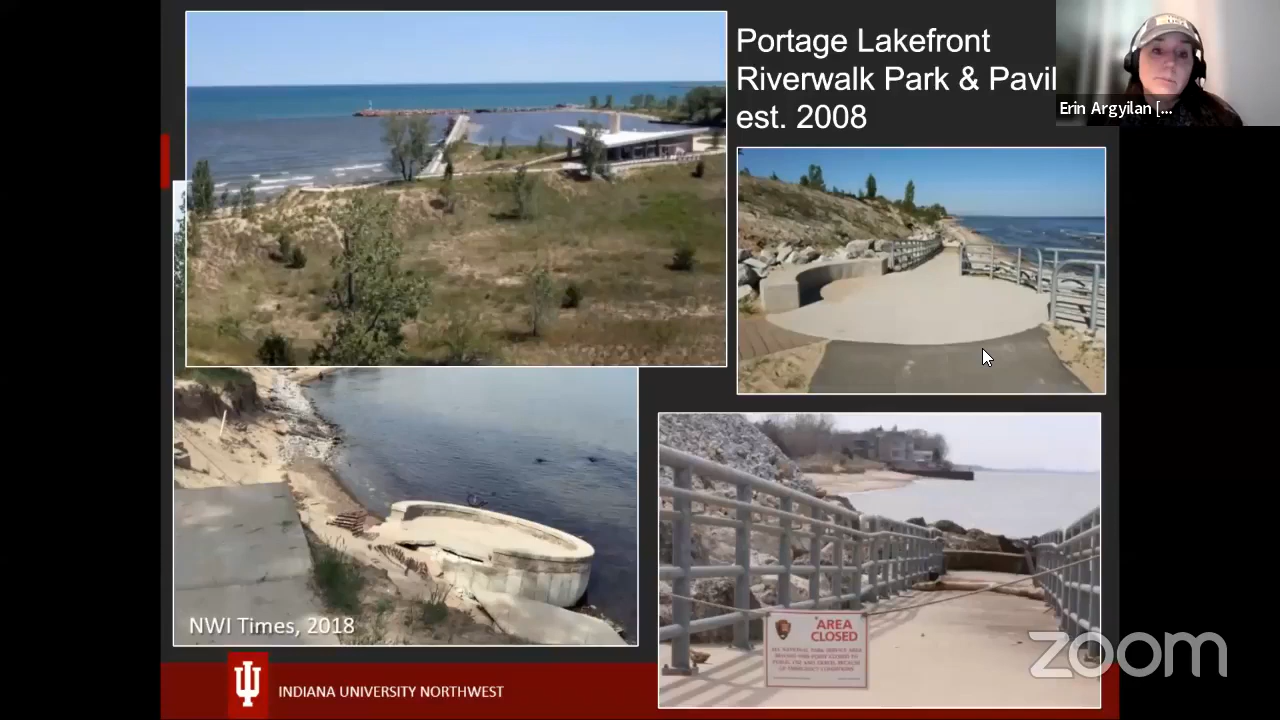 Portage Lakefront
Riverwalk Park & Pavil
est. 2008
Erin Argyilan [...
NWI Times, 2018
AREA
CLOSED
INDIANA UNIVERSITY NORTHWEST
zoom